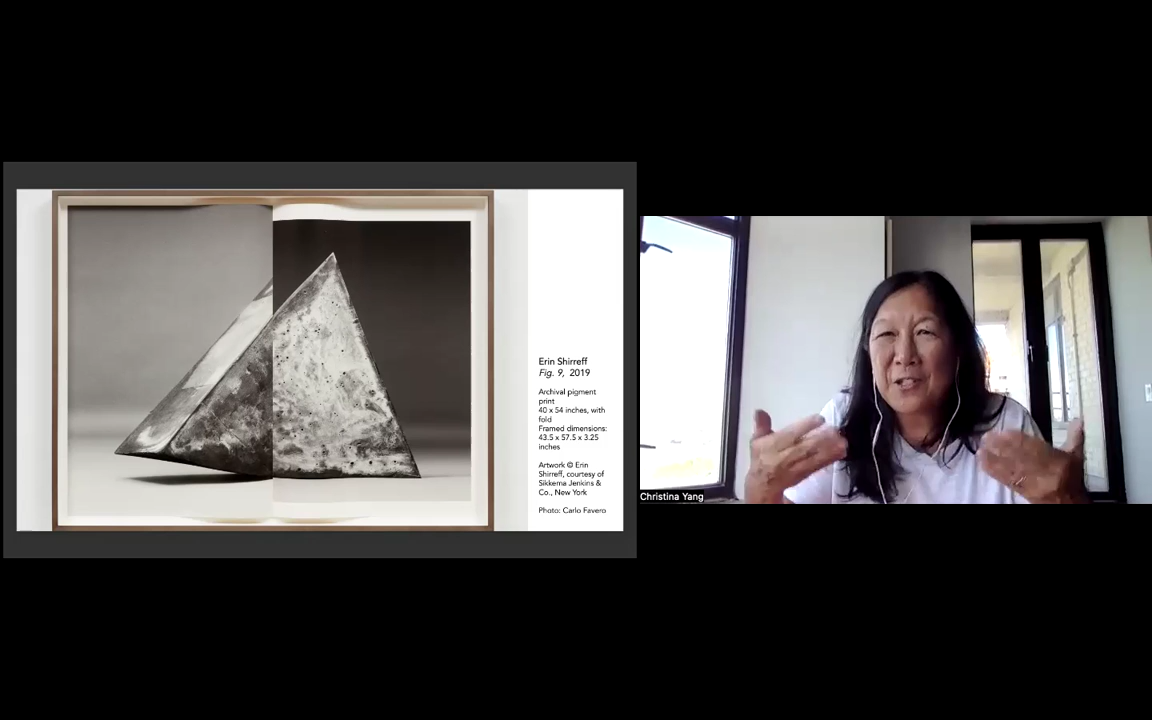 Erin Shirreff
Fig. 9, 2019
Archival pigment
print
40 x 54 inches, with
fold
Framed dimensions:
43.5 x 57.5 x 3.25
inches
Artwork © Erin
Shirreff, courtesy of
Sikkema Jenkins &
Co., New York
Photo: Carlo Favero
Christina Yang